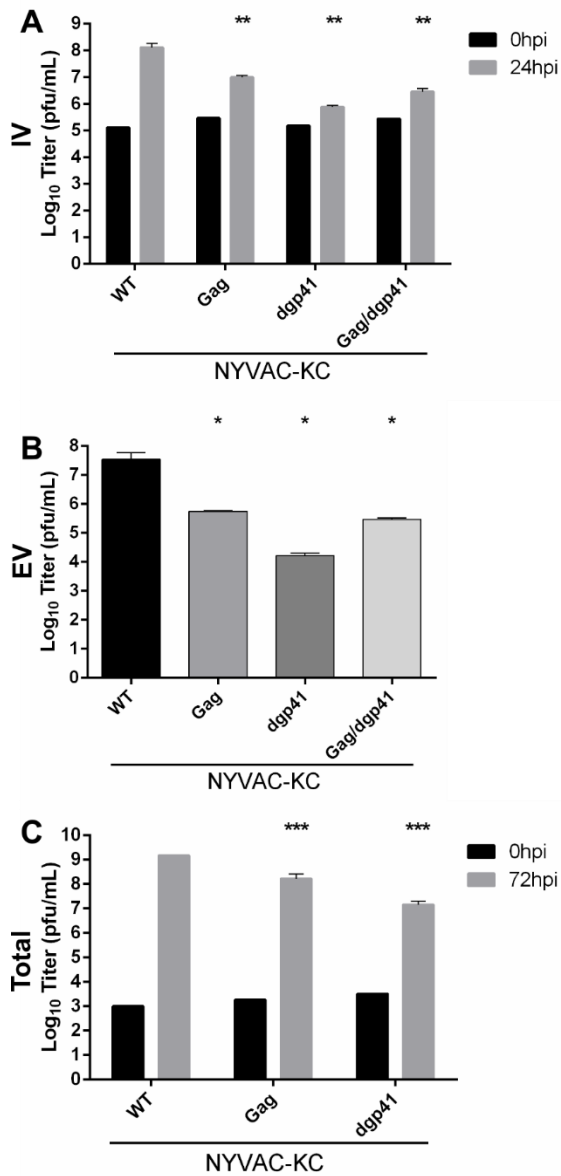 A
IV
Log10 Titer (pfu/mL)
9
8
7
6
5
4
3
2
1
0
** ** **
0hpi
24hpi
WT Gag dgp41 Gag/dgp41
NYVAC-KC
B
EV
Log10 Titer (pfu/mL)
8
7
6
5
4
3
2
1
0
* * *
WT Gag dgp41 Gag/dgp41
NYVAC-KC
C
Total
Log10 Titer (pfu/mL)
10
9
8
7
6
5
4
3
2
1
0
*** ***
0hpi
72hpi
WT Gag dgp41
NYVAC-KC